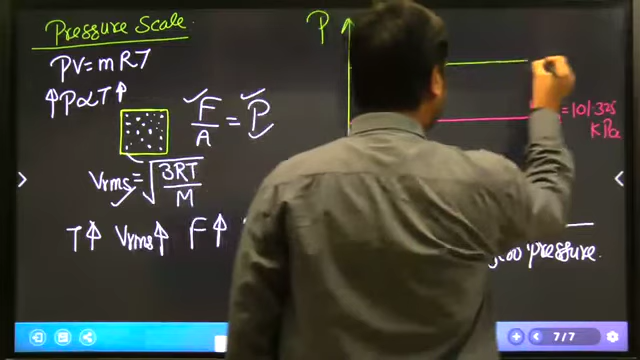 Pressure Scale
P
PV=mRT
↑P∝T↑
F/A = P
= 101.325
KPa
Vrms = √(3RT/M)
T↑ Vrms↑ F↑
pressure.
7/7